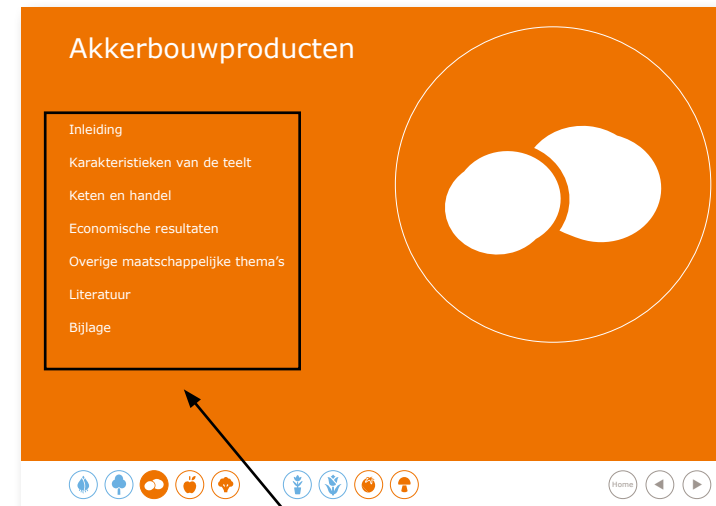 Akkerbouwproducten
Inleiding
Karakteristieken van de teelt
Keten en handel
Economische resultaten
Overige maatschappelijke thema's
Literatuur
Bijlage
Home